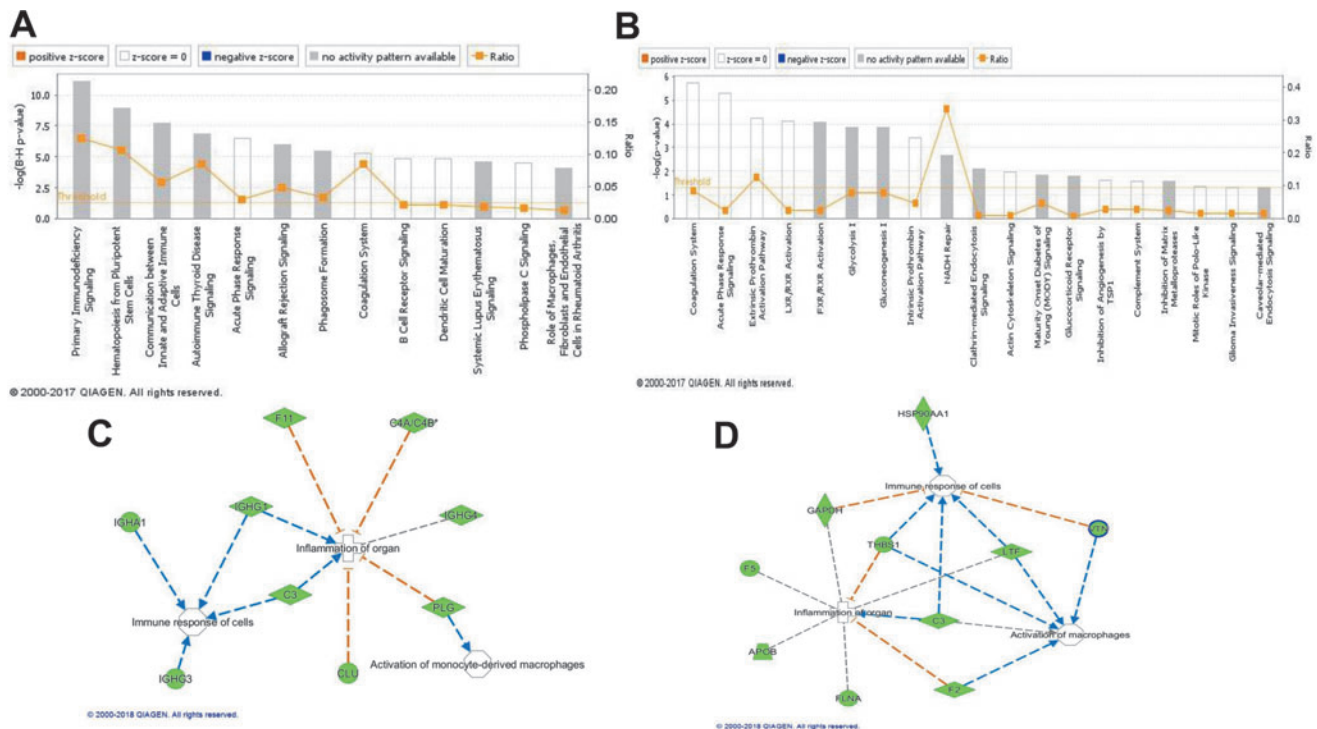 A
positive z-score
z-score = 0
negative z-score
no activity pattern available
Ratio
-log(B-H p-value)
10.0
7.5
5.0
2.5
0.0
Threshold
0.20
0.15
0.10
0.05
0.00
Ratio
Primary Immunodeficiency
Signaling
Hematopoiesis from Pluripotent
Stem Cells
Communication between
Innate and Adaptive Immune
Cells
Autoimmune Thyroid Disease
Signaling
Acute Phase Response
Signaling
Allograft Rejection Signaling
Phagosome Formation
Coagulation System
B Cell Receptor Signaling
Dendritic Cell Maturation
Systemic Lupus Erythematosus
Signaling
Phospholipase C Signaling
Role of Macrophages,
Fibroblasts and Endothelial
Cells in Rheumatoid Arthritis
© 2000-2017 QIAGEN. All rights reserved.
B
positive z-score
z-score = 0
negative z-score
no activity pattern available
Ratio
-log(p-value)
6
5
4
3
2
1
0
Threshold
0.4
0.3
0.2
0.1
0.0
Ratio
Coagulation System
Acute Phase Response
Signaling
Extrinsic Prothrombin
Activation Pathway
LXR/RXR Activation
FXR/RXR Activation
Glycolysis I
Gluconeogenesis I
Intrinsic Prothrombin
Activation Pathway
NADH Repair
Clathrin-mediated Endocytosis
Signaling
Actin Cytoskeleton Signaling
Maturity Onset Diabetes of
Young (MODY) Signaling
Glucocorticoid Receptor
Signaling
Inhibition of Angiogenesis by
TSP1
Complement System
Inhibition of Matrix
Metalloproteases
Mitotic Roles of Polo-Like
Kinase
Glioma Invasiveness Signaling
Caveolar-mediated
Endocytosis Signaling
© 2000-2017 QIAGEN. All rights reserved.
C
F11
C4A/C4B*
IGHA1
IGHG1
IGHG4
Inflammation of organ
C3
PLG
Immune response of cells
IGHG3
CLU
Activation of monocyte-derived macrophages
© 2000-2018 QIAGEN. All rights reserved.
D
HSP90AA1
Immune response of cells
GAPDH
VTN
THBS1
LTF
F5
Inflammation of organ
C3
Activation of macrophages
APOB
FLNA
F2
© 2000-2018 QIAGEN. All rights reserved.